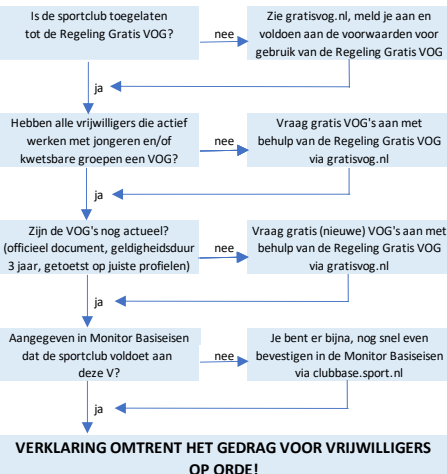 Is de sportclub toegelaten
tot de Regeling Gratis VOG?
nee
Zie gratisvog.nl, meld je aan en
voldoen aan de voorwaarden voor
gebruik van de Regeling Gratis VOG
ja
Hebben alle vrijwilligers die actief
werken met jongeren en/of
kwetsbare groepen een VOG?
nee
Vraag gratis VOG's aan met
behulp van de Regeling Gratis VOG
via gratisvog.nl
ja
Zijn de VOG's nog actueel?
(officieel document, geldigheidsduur
3 jaar, getoetst op juiste profielen)
nee
Vraag gratis (nieuwe) VOG's aan met
behulp van de Regeling Gratis VOG
via gratisvog.nl
ja
Aangegeven in Monitor Basiseisen
dat de sportclub voldoet aan
deze V?
nee
Je bent er bijna, nog snel even
bevestigen in de Monitor Basiseisen
via clubbase.sport.nl
ja
VERKLARING OMTRENT HET GEDRAG VOOR VRIJWILLIGERS
OP ORDE!